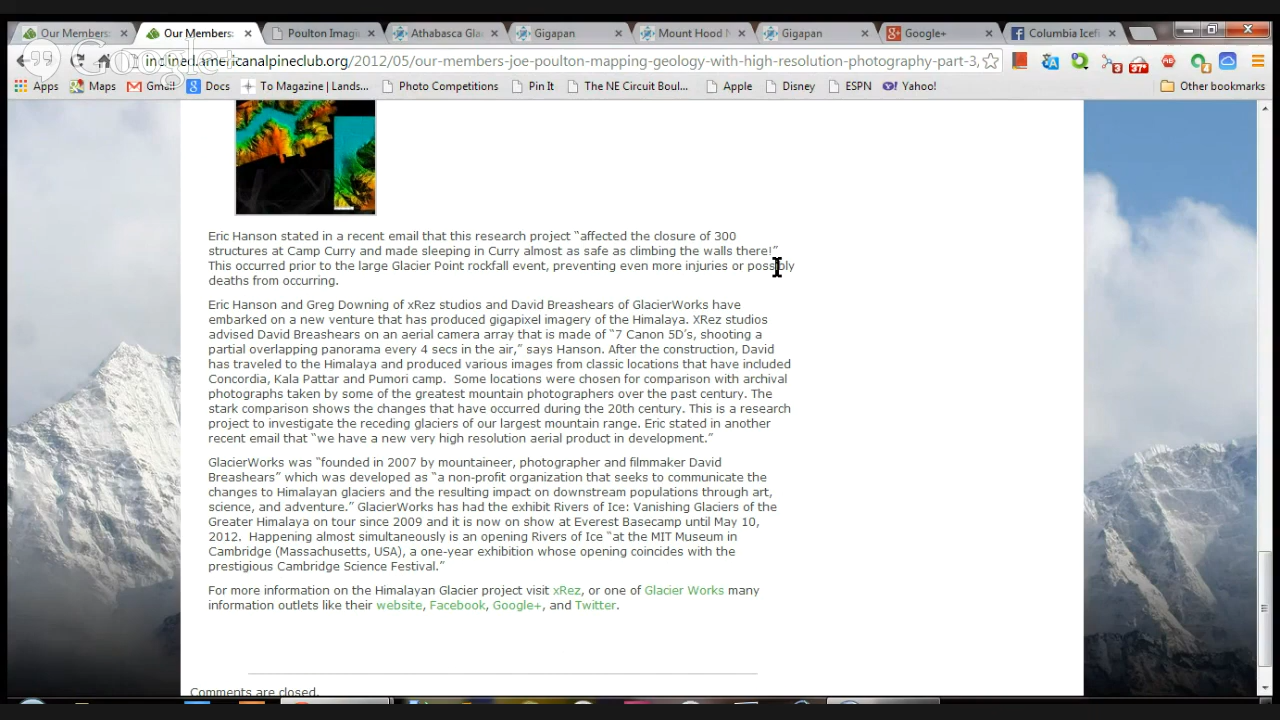 Our Members:
Our Members:
Poulton Imagi
Athabasca Gla
Gigapan
Mount Hood N
Gigapan
Google+
Columbia Icefi
Google+
inclined.americanalpineclub.org/2012/05/our-members-joe-poulton-mapping-geology-with-high-resolution-photography-part-3,
3
37*
4
Apps
Maps
Gmail
Docs
To Magazine | Lands...
Photo Competitions
Pin It
The NE Circuit Boul...
Apple
Disney
ESPN
Yahoo!
Other bookmarks
Eric Hanson stated in a recent email that this research project “affected the closure of 300
structures at Camp Curry and made sleeping in Curry almost as safe as climbing the walls there!”
This occurred prior to the large Glacier Point rockfall event, preventing even more injuries or possibly
deaths from occurring.
Eric Hanson and Greg Downing of xRez studios and David Breashears of GlacierWorks have
embarked on a new venture that has produced gigapixel imagery of the Himalaya. XRez studios
advised David Breashears on an aerial camera array that is made of “7 Canon 5D’s, shooting a
partial overlapping panorama every 4 secs in the air,” says Hanson. After the construction, David
has traveled to the Himalaya and produced various images from classic locations that have included
Concordia, Kala Pattar and Pumori camp.  Some locations were chosen for comparison with archival
photographs taken by some of the greatest mountain photographers over the past century. The
stark comparison shows the changes that have occurred during the 20th century. This is a research
project to investigate the receding glaciers of our largest mountain range. Eric stated in another
recent email that “we have a new very high resolution aerial product in development.”
GlacierWorks was “founded in 2007 by mountaineer, photographer and filmmaker David
Breashears” which was developed as “a non-profit organization that seeks to communicate the
changes to Himalayan glaciers and the resulting impact on downstream populations through art,
science, and adventure.” GlacierWorks has had the exhibit Rivers of Ice: Vanishing Glaciers of the
Greater Himalaya on tour since 2009 and it is now on show at Everest Basecamp until May 10,
2012.  Happening almost simultaneously is an opening Rivers of Ice “at the MIT Museum in
Cambridge (Massachusetts, USA), a one-year exhibition whose opening coincides with the
prestigious Cambridge Science Festival.”
For more information on the Himalayan Glacier project visit xRez, or one of Glacier Works many
information outlets like their website, Facebook, Google+, and Twitter.
Comments are closed.